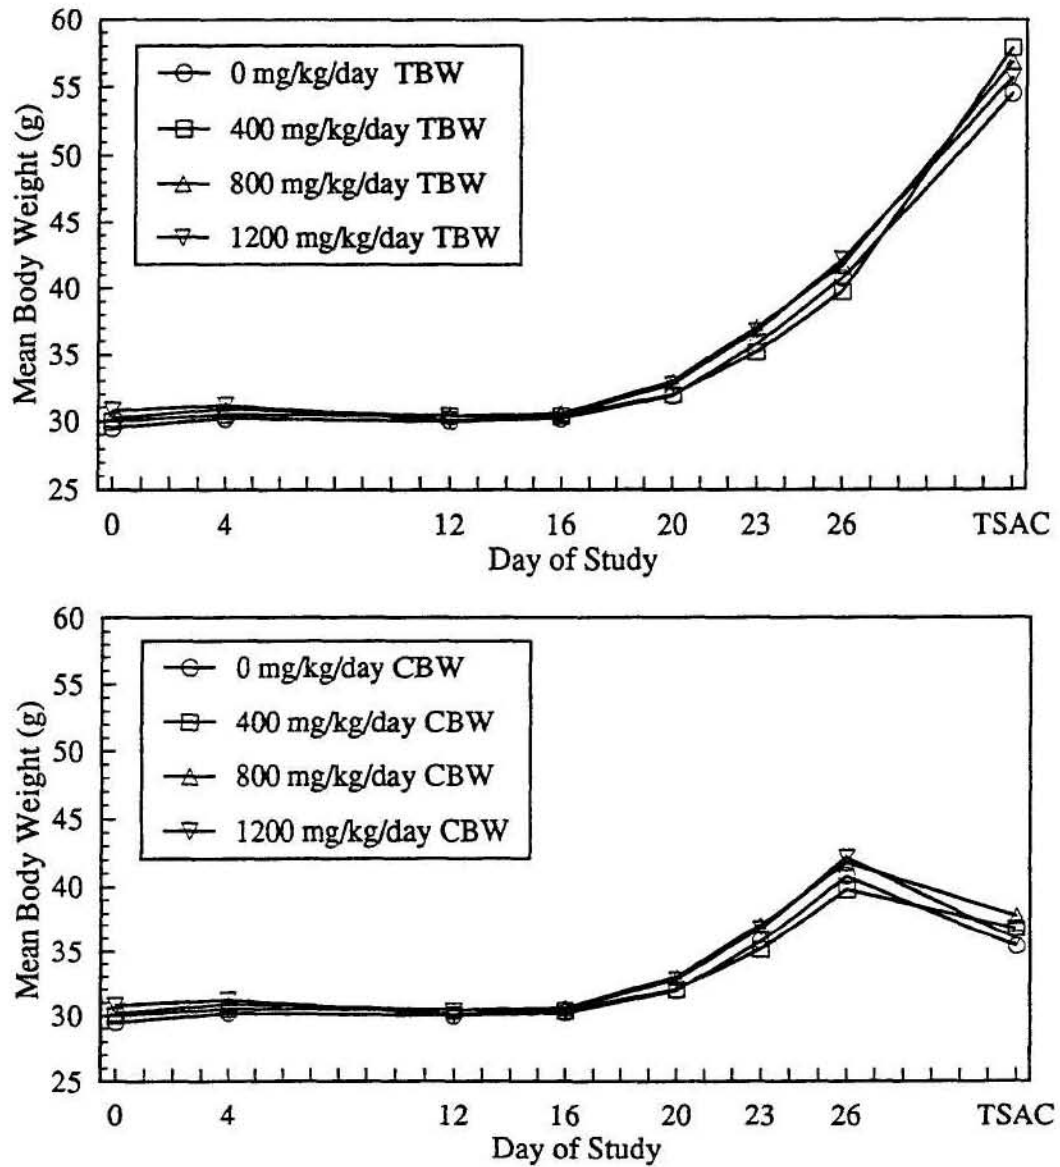 60
55
50
45
40
35
30
25
Mean Body Weight (g)
0 mg/kg/day TBW
400 mg/kg/day TBW
800 mg/kg/day TBW
1200 mg/kg/day TBW
0 4 12 16 20 23 26 TSAC
Day of Study
60
55
50
45
40
35
30
25
Mean Body Weight (g)
0 mg/kg/day CBW
400 mg/kg/day CBW
800 mg/kg/day CBW
1200 mg/kg/day CBW
0 4 12 16 20 23 26 TSAC
Day of Study